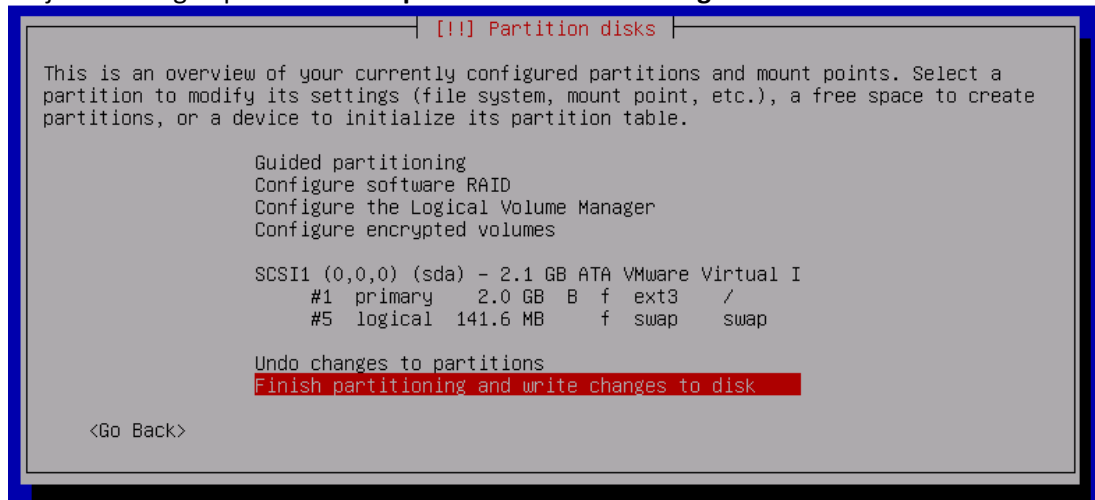 [!!] Partition disks
This is an overview of your currently configured partitions and mount points. Select a
partition to modify its settings (file system, mount point, etc.), a free space to create
partitions, or a device to initialize its partition table.
Guided partitioning
Configure software RAID
Configure the Logical Volume Manager
Configure encrypted volumes
SCSI1 (0,0,0) (sda) - 2.1 GB ATA VMware Virtual I
#1 primary 2.0 GB B f ext3 /
#5 logical 141.6 MB f swap swap
Undo changes to partitions
Finish partitioning and write changes to disk
<Go Back>